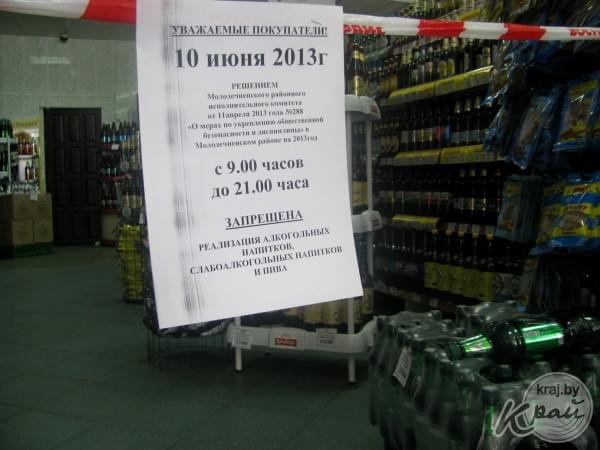 УВАЖАЕМЫЕ ПОКУПАТЕЛИ!
10 июня 2013г
РЕШЕНИЕМ
Молодечненского районного
исполнительного комитета
от 11апреля 2013 года №288
«О мерах по укреплению общественной
безопасности и дисциплины» в
Молодечненском районе на 2013год
с 9.00 часов
до 21.00 часа
ЗАПРЕЩЕНА
РЕАЛИЗАЦИЯ АЛКОГОЛЬНЫХ
НАПИТКОВ,
СЛАБОАЛКОГОЛЬНЫХ НАПИТКОВ
И ПИВА
kraj.by
Край